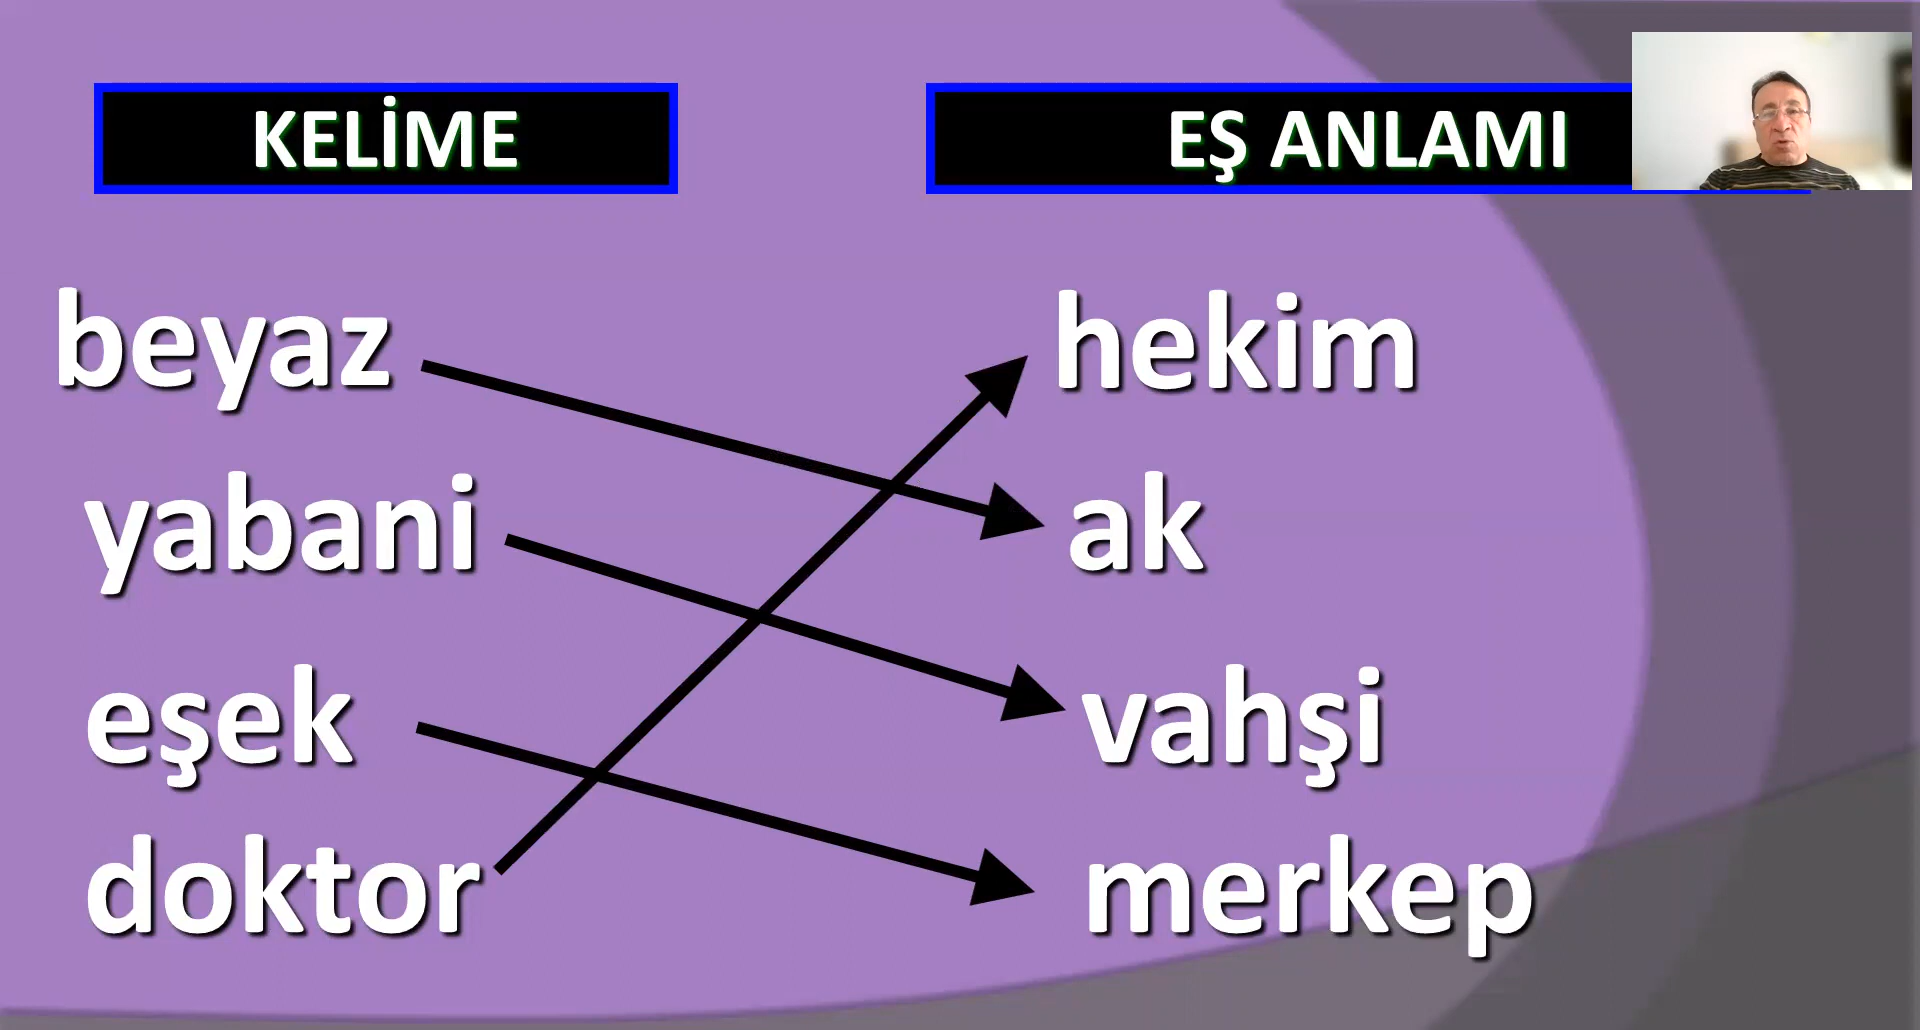 KELİME
EŞ ANLAMI
beyaz
hekim
yabani
ak
eşek
vahşi
doktor
merkep